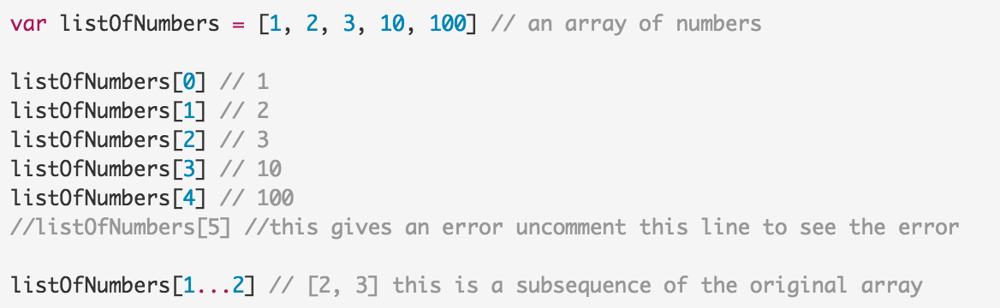 var listOfNumbers = [1, 2, 3, 10, 100] // an array of numbers
listOfNumbers[0] // 1
listOfNumbers[1] // 2
listOfNumbers[2] // 3
listOfNumbers[3] // 10
listOfNumbers[4] // 100
//listOfNumbers[5] //this gives an error uncomment this line to see the error
listOfNumbers[1...2] // [2, 3] this is a subsequence of the original array